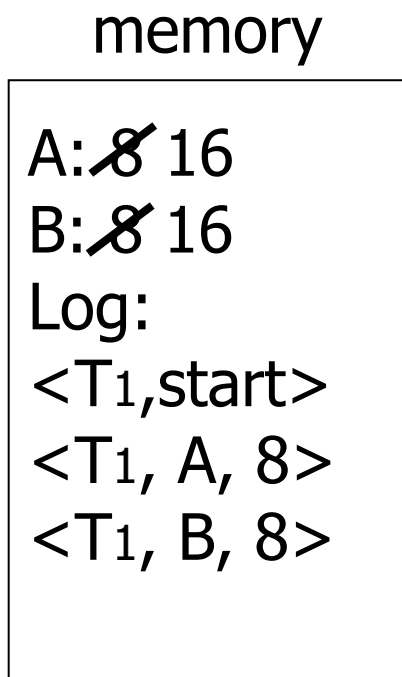 memory
A: 8 16
B: 8 16
Log:
<T1,start>
<T1, A, 8>
<T1, B, 8>